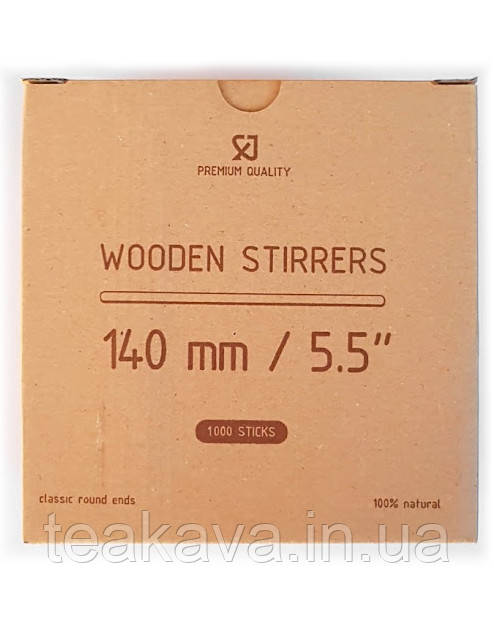 PREMIUM QUALITY
WOODEN STIRRERS
140 mm / 5.5"
1000 STICKS
classic round ends 100% natural
teakava.in.ua